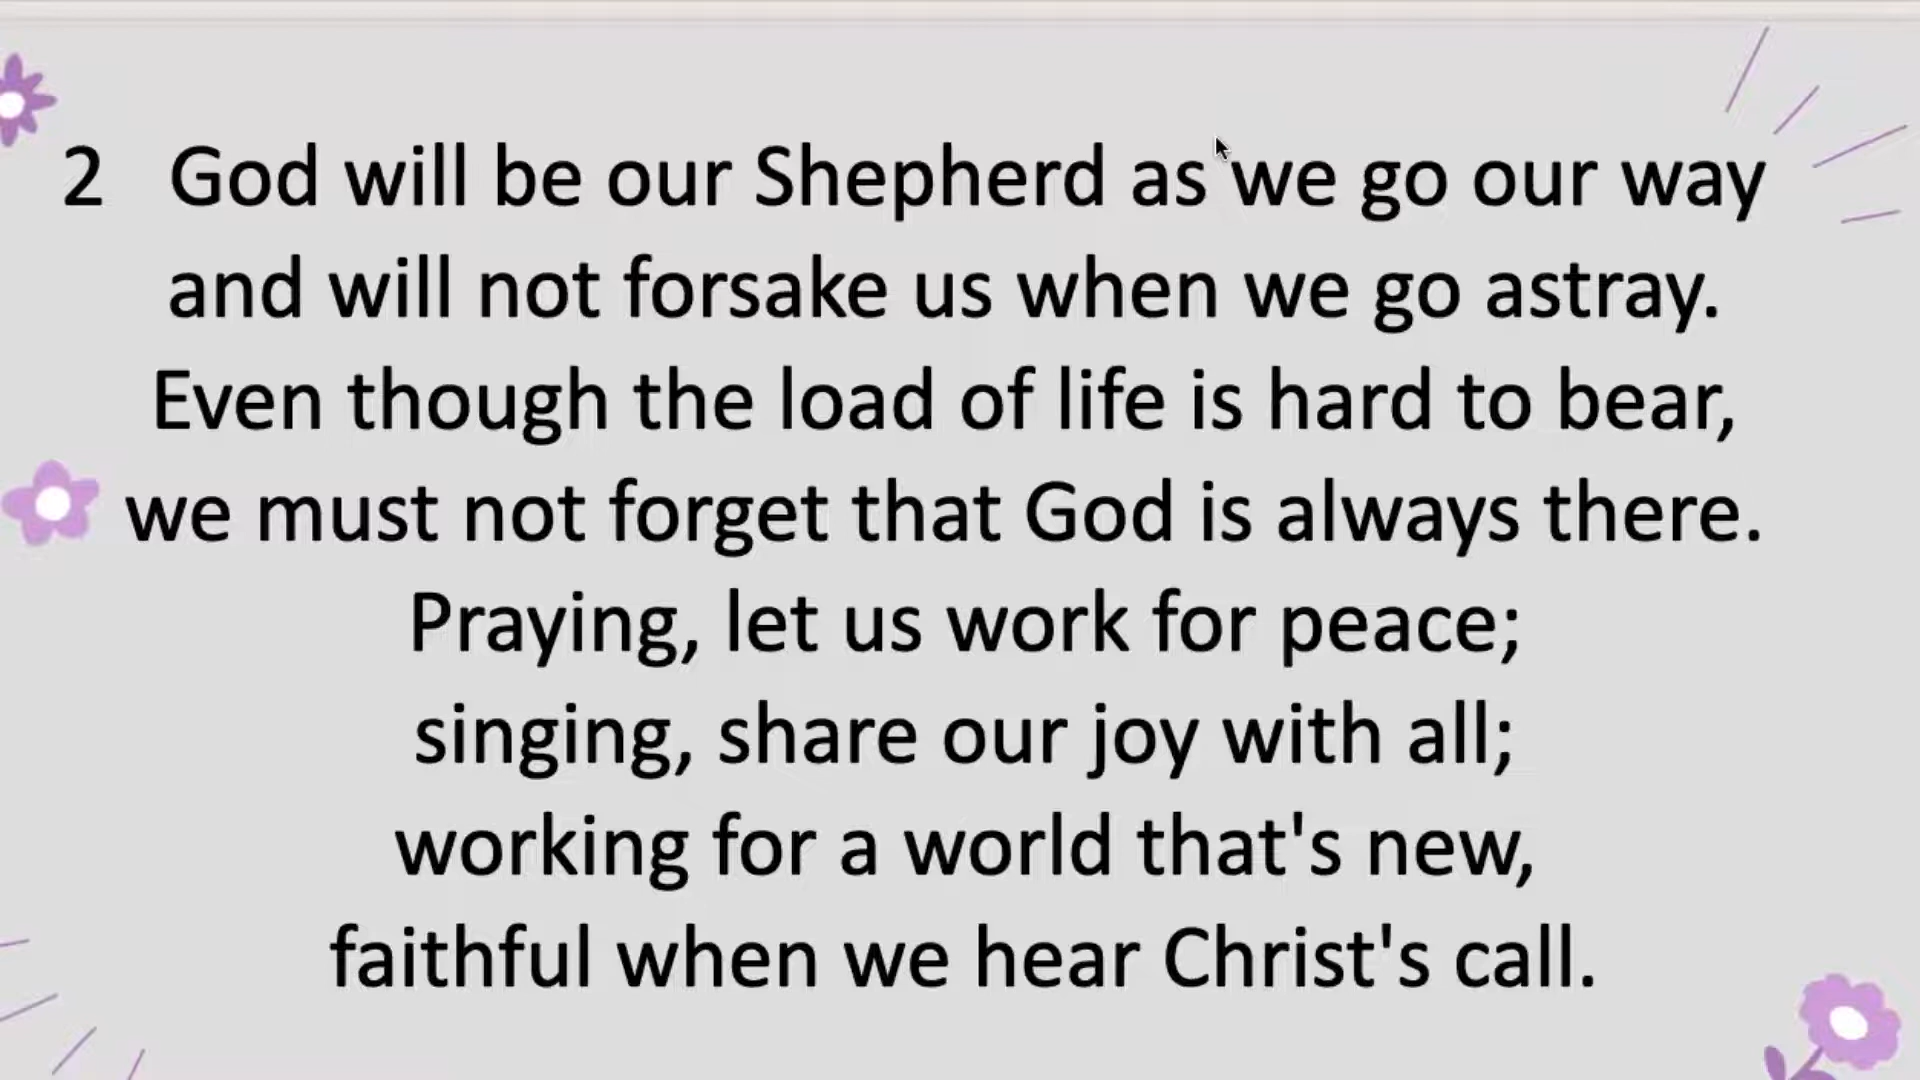 2 God will be our Shepherd as we go our way
and will not forsake us when we go astray.
Even though the load of life is hard to bear,
we must not forget that God is always there.
Praying, let us work for peace;
singing, share our joy with all;
working for a world that's new,
faithful when we hear Christ's call.